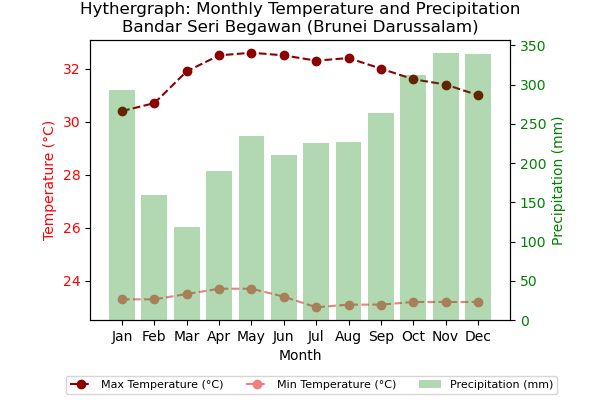 Hythergraph: Monthly Temperature and Precipitation
Bandar Seri Begawan (Brunei Darussalam)
Temperature (°C)
32
30
28
26
24
350
300
250
200
150
100
50
0
Precipitation (mm)
Jan Feb Mar Apr May Jun Jul Aug Sep Oct Nov Dec
Month
Max Temperature (°C) Min Temperature (°C) Precipitation (mm)